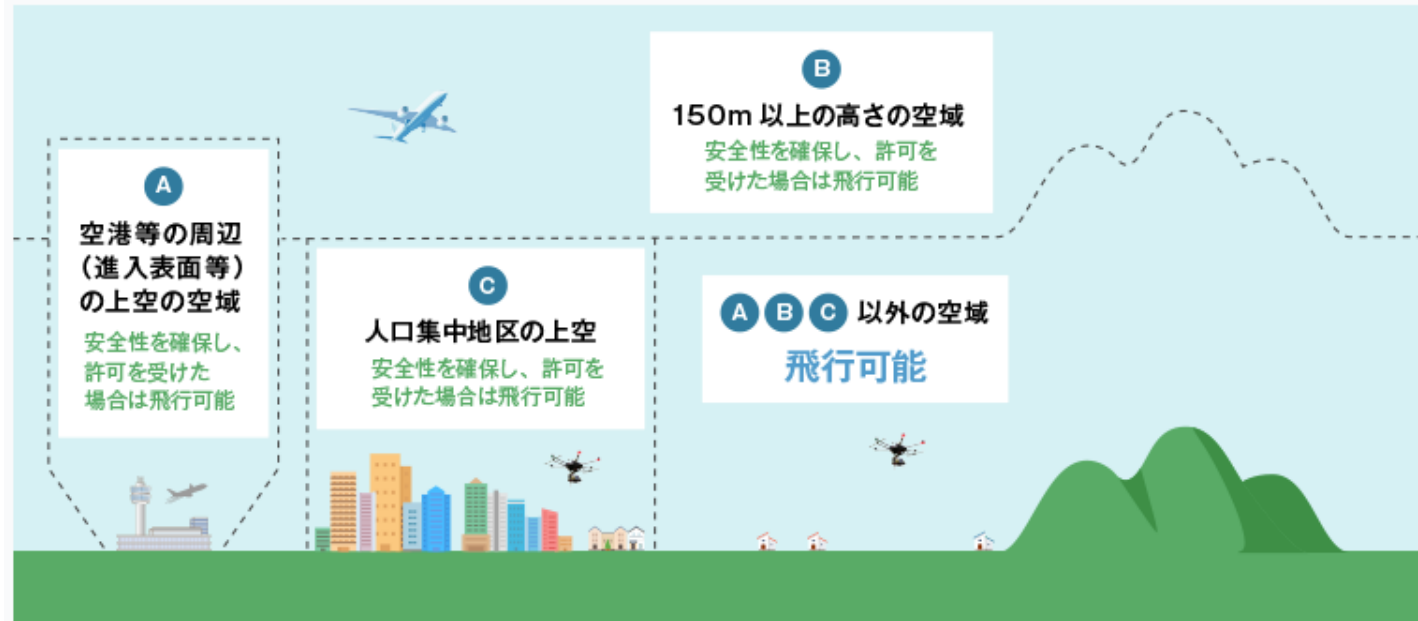 A
空港等の周辺
（進入表面等）
の上空の空域
安全性を確保し、
許可を受けた
場合は飛行可能
B
150m 以上の高さの空域
安全性を確保し、許可を
受けた場合は飛行可能
C
人口集中地区の上空
安全性を確保し、許可を
受けた場合は飛行可能
A B C 以外の空域
飛行可能